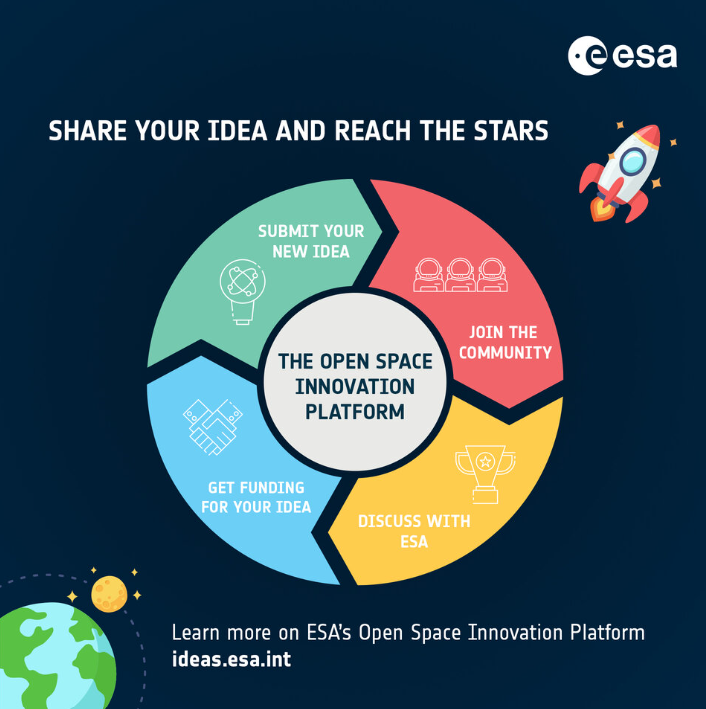 esa
SHARE YOUR IDEA AND REACH THE STARS
SUBMIT YOUR
NEW IDEA
JOIN THE
COMMUNITY
THE OPEN SPACE
INNOVATION
PLATFORM
GET FUNDING
FOR YOUR IDEA
DISCUSS WITH
ESA
Learn more on ESA's Open Space Innovation Platform
ideas.esa.int